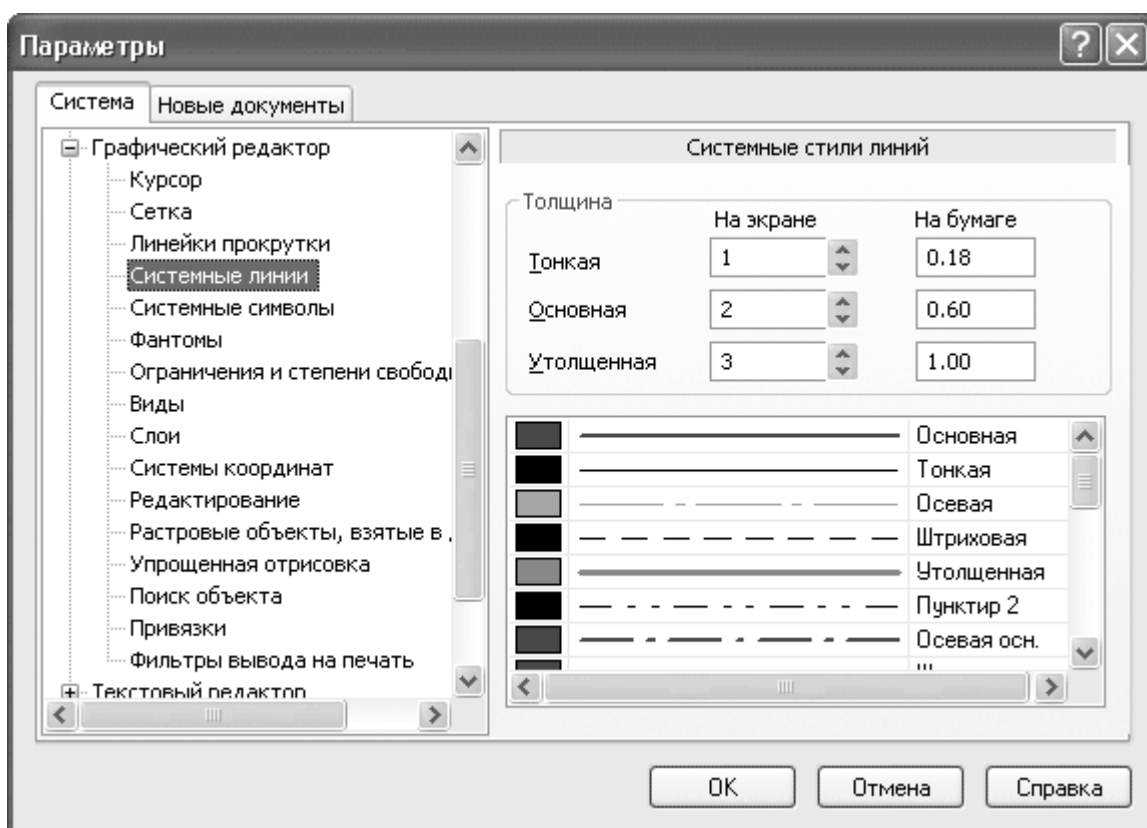 Параметры
Система
Новые документы
Графический редактор
Курсор
Сетка
Линейки прокрутки
Системные линии
Системные символы
Фантомы
Ограничения и степени свободы
Виды
Слои
Системы координат
Редактирование
Растровые объекты, взятые в
Упрощенная отрисовка
Поиск объекта
Привязки
Фильтры вывода на печать
Текстовый редактор
Системные стили линий
Толщина
На экране На бумаге
Тонкая 1 0.18
Основная 2 0.60
Утолщенная 3 1.00
Основная
Тонкая
Осевая
Штриховая
Утолщенная
Пунктир 2
Осевая осн.
OK Отмена Справка